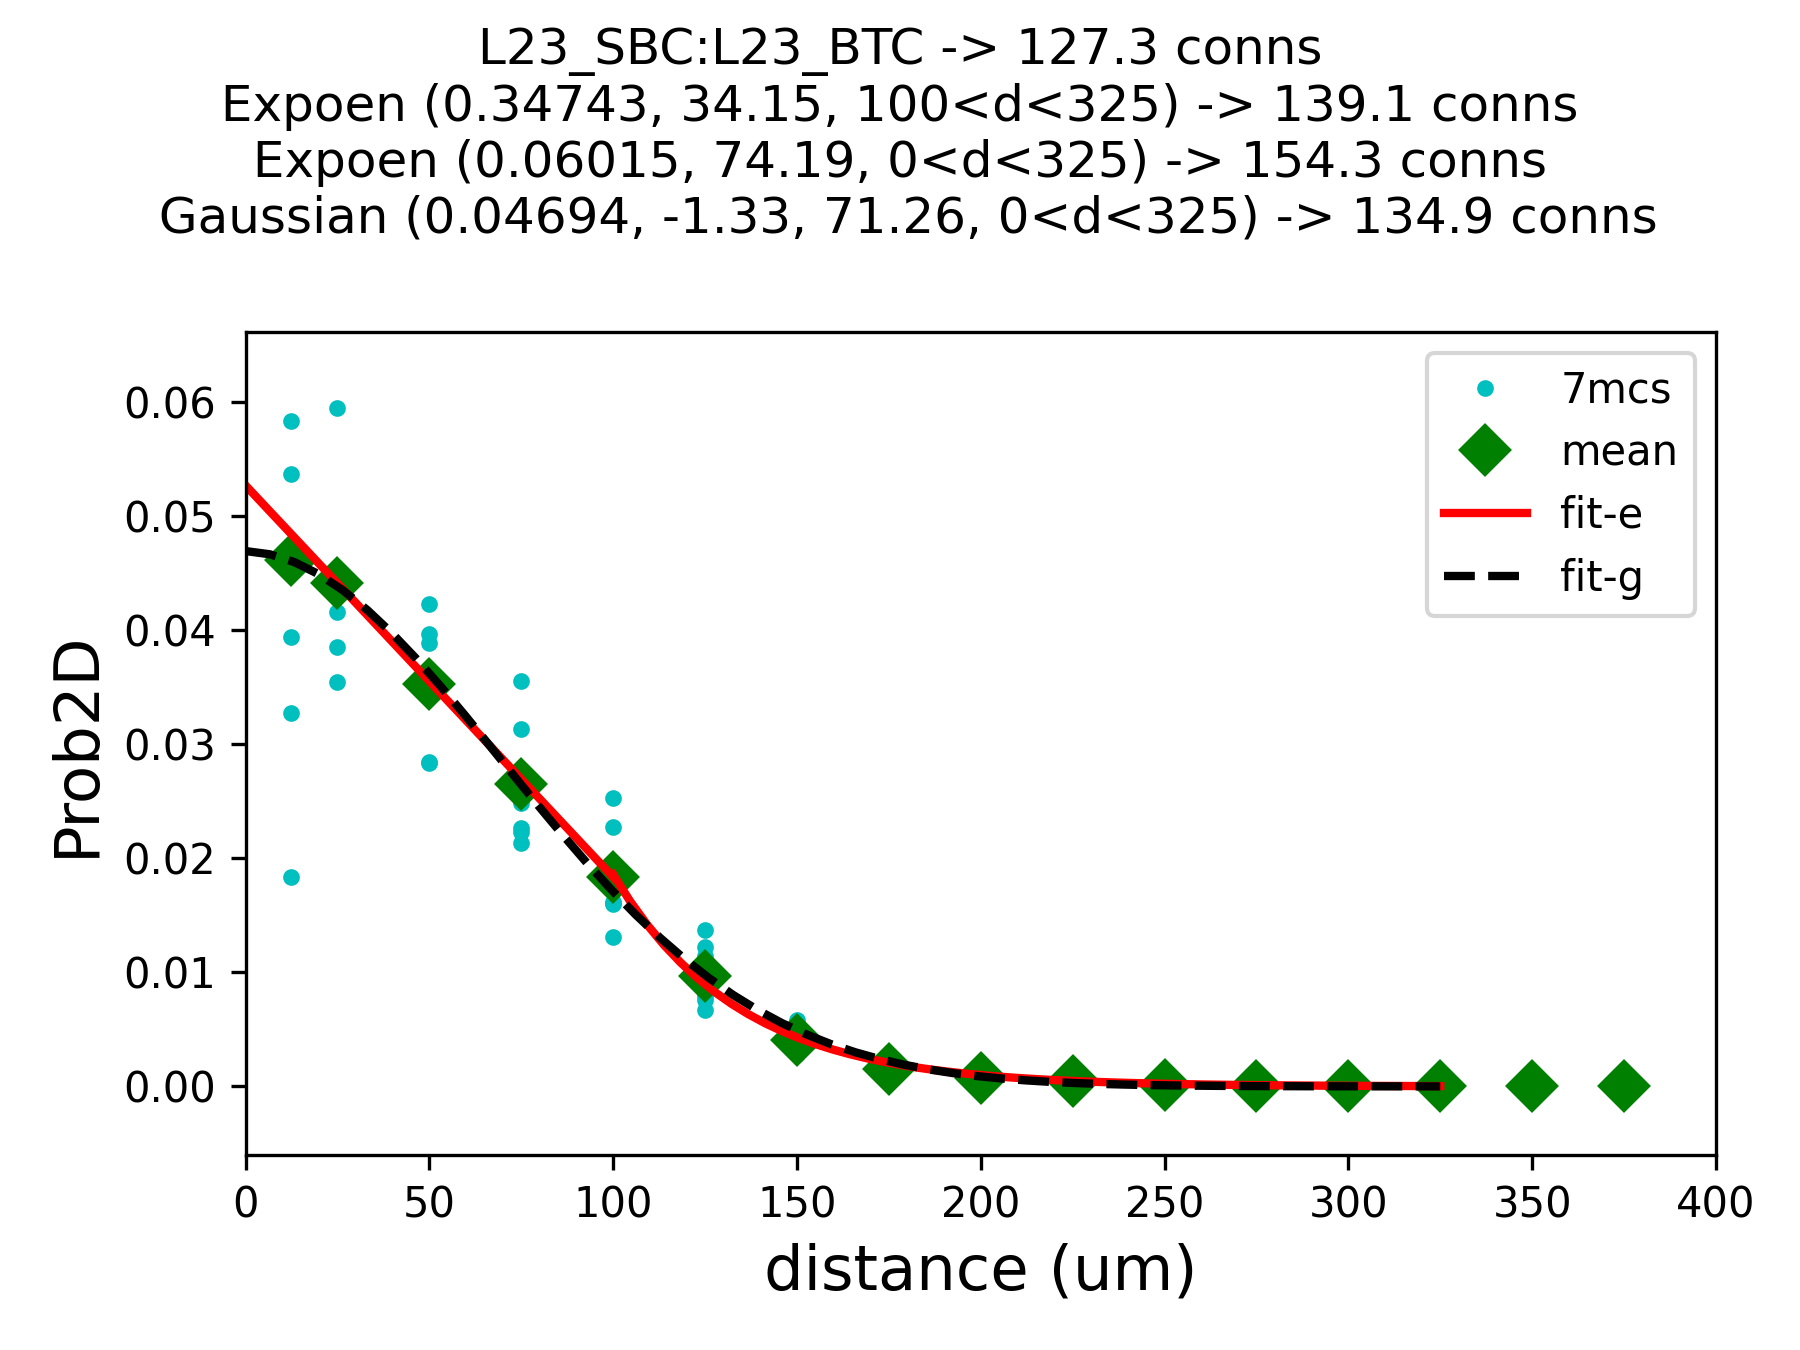 L23_SBC:L23_BTC -> 127.3 conns
Expoen (0.34743, 34.15, 100<d<325) -> 139.1 conns
Expoen (0.06015, 74.19, 0<d<325) -> 154.3 conns
Gaussian (0.04694, -1.33, 71.26, 0<d<325) -> 134.9 conns
7mcs
mean
fit-e
fit-g
Prob2D
0.06
0.05
0.04
0.03
0.02
0.01
0.00
0 50 100 150 200 250 300 350 400
distance (um)